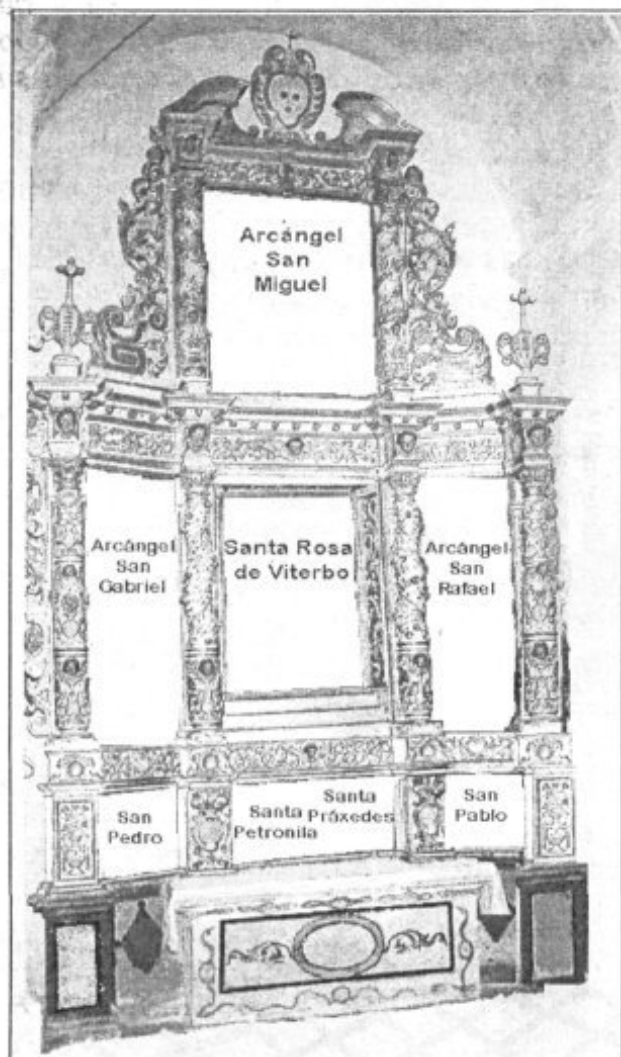 Arcángel
San
Miguel
Arcángel
San
Gabriel
Santa Rosa
de Viterbo
Arcángel
San
Rafael
San
Pedro
Santa
Petronila
Santa
Práxedes
San
Pablo